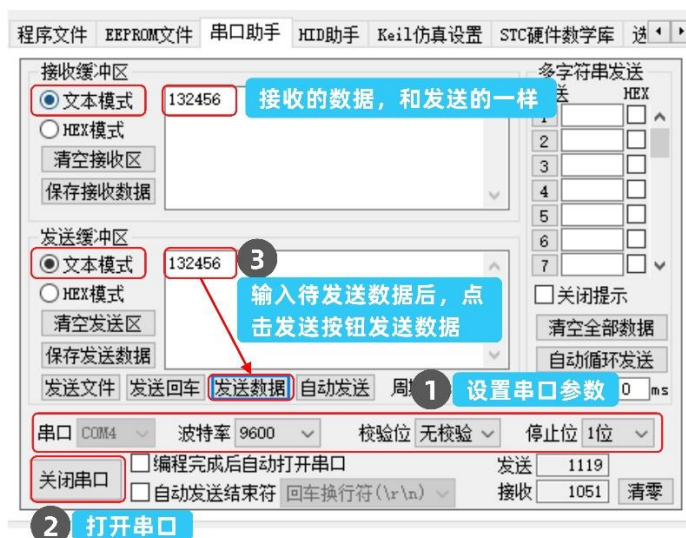 程序文件 EEPROM文件 串口助手 HID助手 Keil仿真设置 STC硬件数学库 选
接收缓冲区
文本模式
HEX模式
清空接收区
保存接收数据
132456
接收的数据，和发送的一样
多字符串发送
HEX
1
2
3
4
5
6
7
关闭提示
清空全部数据
自动循环发送
0 ms
发送缓冲区
文本模式
HEX模式
清空发送区
保存发送数据
132456
3
输入待发送数据后，点
击发送按钮发送数据
发送文件 发送回车 发送数据 自动发送
1 设置串口参数
串口 COM4 波特率 9600 校验位 无校验 停止位 1位
关闭串口
编程完成后自动打开串口
自动发送结束符 回车换行符(\r\n)
发送 1119
接收 1051 清零
2 打开串口